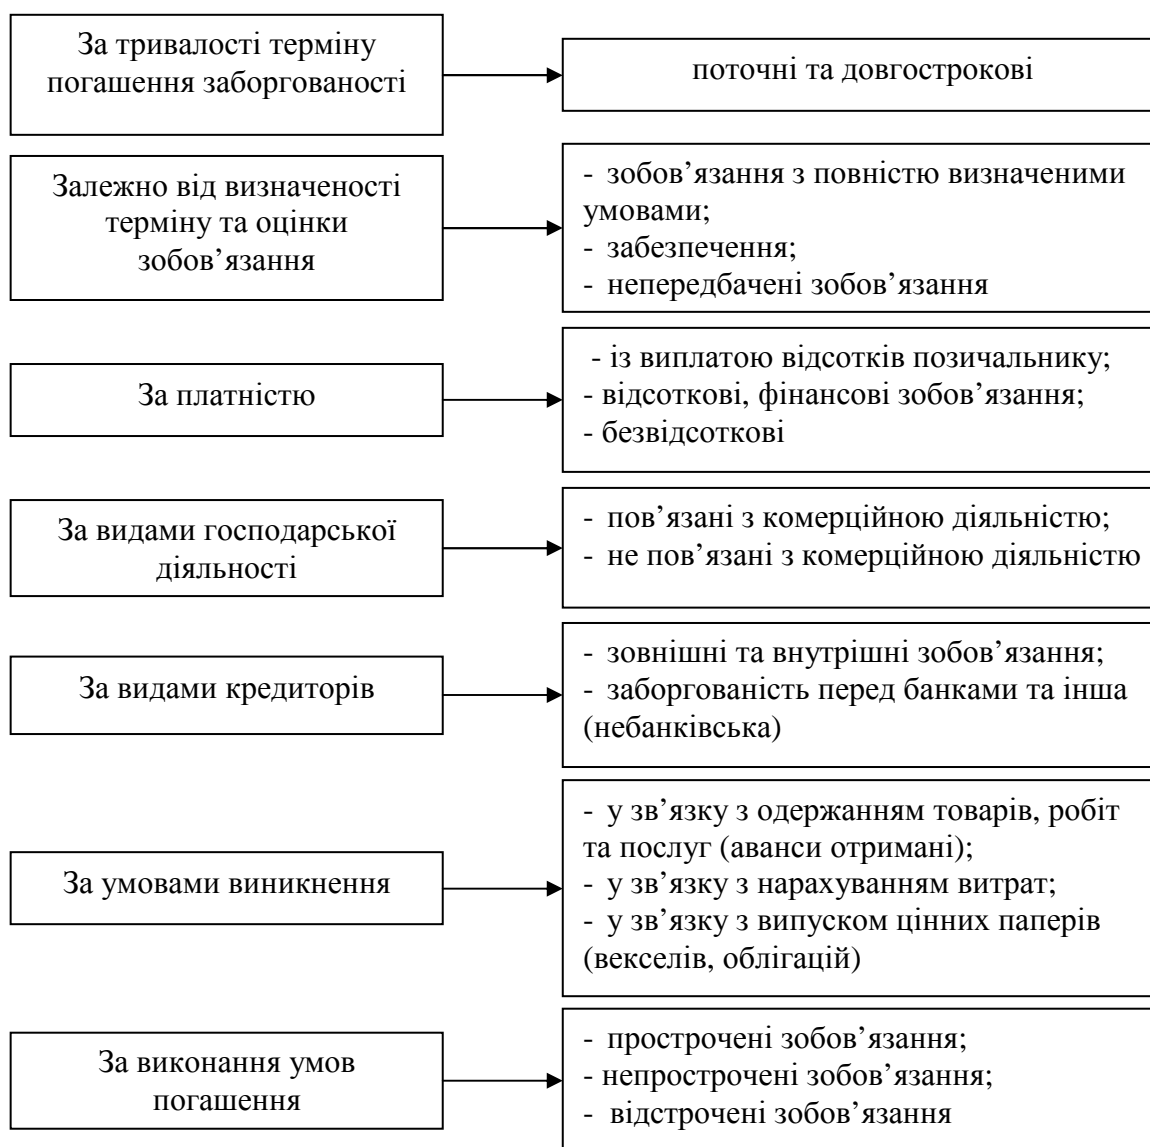 За тривалості терміну
погашення заборгованості
поточні та довгострокові
Залежно від визначеності
терміну та оцінки
зобов’язання
- зобов’язання з повністю визначеними
умовами;
- забезпечення;
- непередбачені зобов’язання
За платністю
- із виплатою відсотків позичальнику;
- відсоткові, фінансові зобов’язання;
- безвідсоткові
За видами господарської
діяльності
- пов’язані з комерційною діяльністю;
- не пов’язані з комерційною діяльністю
За видами кредиторів
- зовнішні та внутрішні зобов’язання;
- заборгованість перед банками та інша
(небанківська)
За умовами виникнення
- у зв’язку з одержанням товарів, робіт
та послуг (аванси отримані);
- у зв’язку з нарахуванням витрат;
- у зв’язку з випуском цінних паперів
(векселів, облігацій)
За виконання умов
погашення
- прострочені зобов’язання;
- непрострочені зобов’язання;
- відстрочені зобов’язання